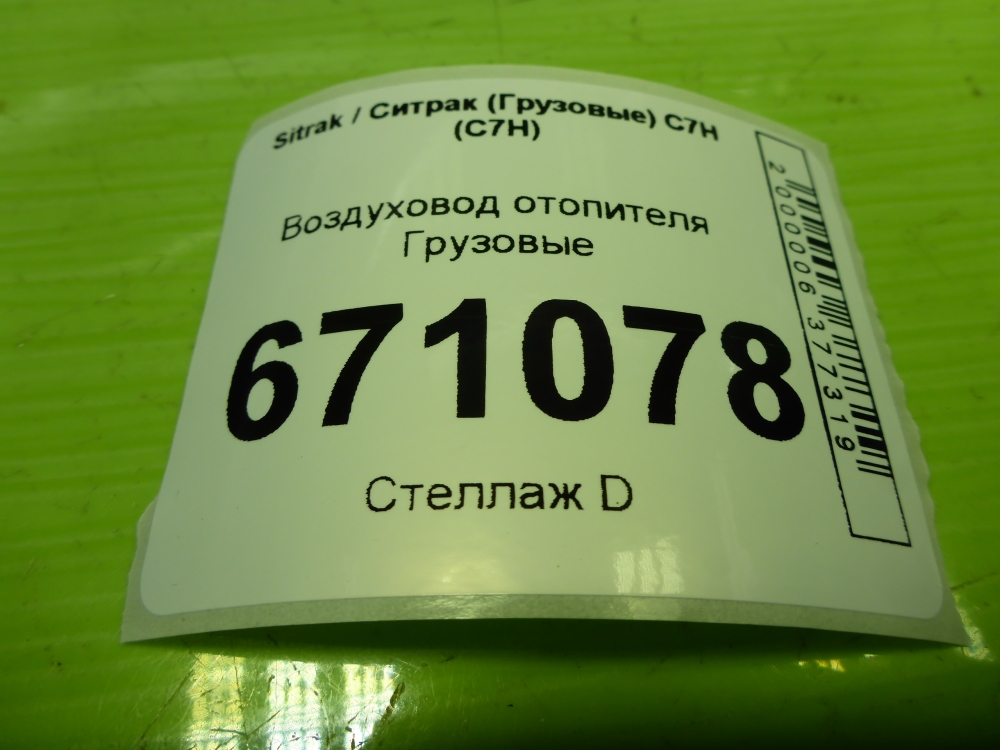 Sitrak / Ситрак (Грузовые) C7H
(C7H)
Воздуховод отопителя
Грузовые
671078
Стеллаж D
2000006377319